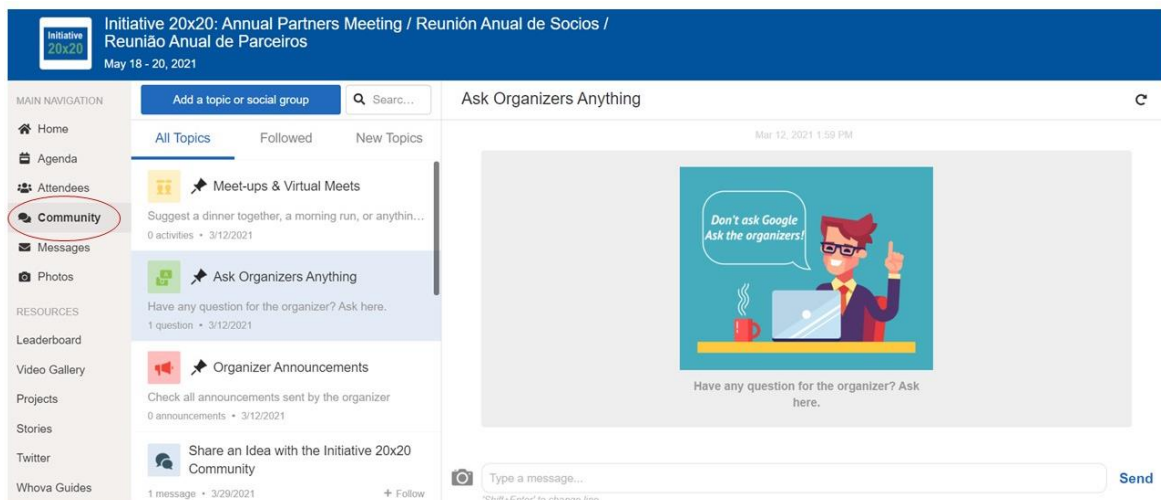 Initiative
20x20
Initiative 20x20: Annual Partners Meeting / Reunión Anual de Socios /
Reunião Anual de Parceiros
May 18 - 20, 2021
MAIN NAVIGATION
Home
Agenda
Attendees
Community
Messages
Photos
RESOURCES
Leaderboard
Video Gallery
Projects
Stories
Twitter
Whova Guides
Add a topic or social group
Searc...
All Topics Followed New Topics
Meet-ups & Virtual Meets
Suggest a dinner together, a morning run, or anythin...
0 activities • 3/12/2021
Ask Organizers Anything
Have any question for the organizer? Ask here.
1 question • 3/12/2021
Organizer Announcements
Check all announcements sent by the organizer
0 announcements • 3/12/2021
Share an Idea with the Initiative 20x20
Community
1 message • 3/29/2021 + Follow
Ask Organizers Anything
Mar 12, 2021 1:59 PM
Don't ask Google
Ask the organizers!
Have any question for the organizer? Ask
here.
Type a message...
Send
'Shift+Enter' to change line